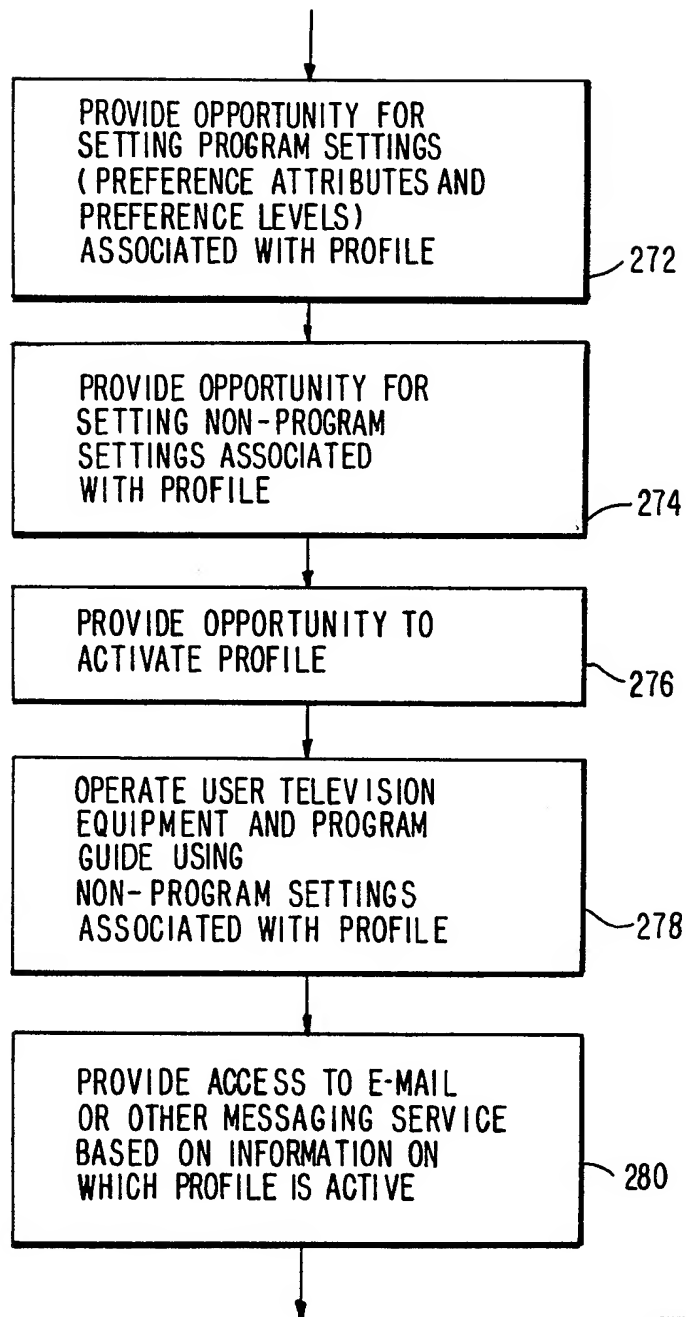 PROVIDE OPPORTUNITY FOR
SETTING PROGRAM SETTINGS
(PREFERENCE ATTRIBUTES AND
PREFERENCE LEVELS)
ASSOCIATED WITH PROFILE
272
PROVIDE OPPORTUNITY FOR
SETTING NON-PROGRAM
SETTINGS ASSOCIATED
WITH PROFILE
274
PROVIDE OPPORTUNITY TO
ACTIVATE PROFILE
276
OPERATE USER TELEVISION
EQUIPMENT AND PROGRAM
GUIDE USING
NON-PROGRAM SETTINGS
ASSOCIATED WITH PROFILE
278
PROVIDE ACCESS TO E-MAIL
OR OTHER MESSAGING SERVICE
BASED ON INFORMATION ON
WHICH PROFILE IS ACTIVE
280